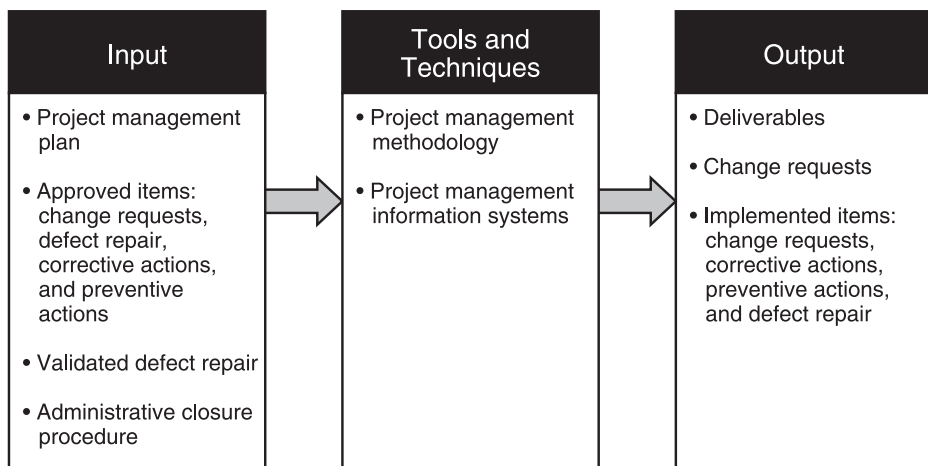 Input
• Project management
plan
• Approved items:
change requests,
defect repair,
corrective actions,
and preventive
actions
• Validated defect repair
• Administrative closure
procedure
Tools and
Techniques
• Project management
methodology
• Project management
information systems
Output
• Deliverables
• Change requests
• Implemented items:
change requests,
corrective actions,
preventive actions,
and defect repair